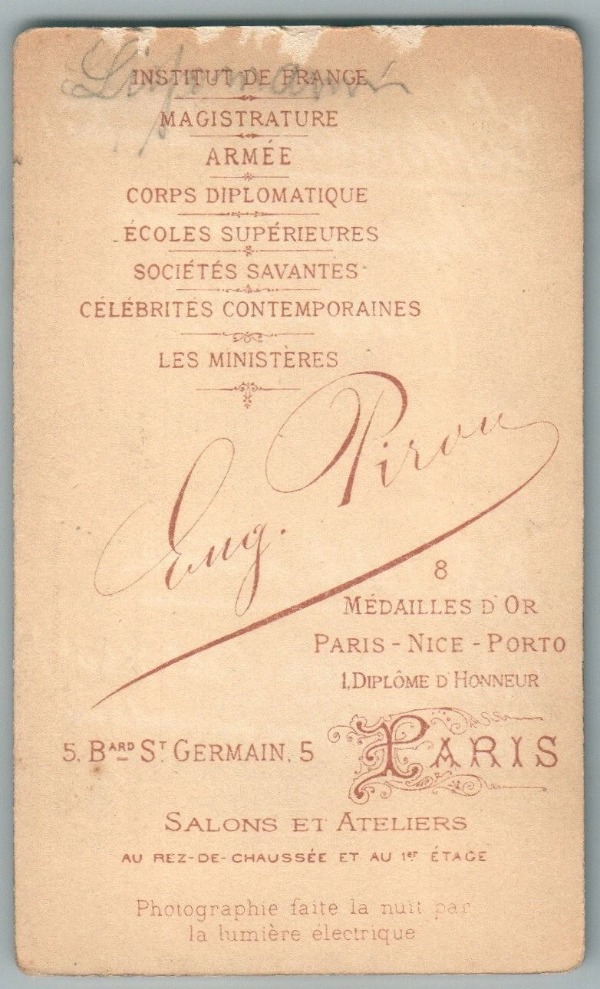 Lippmann
INSTITUT DE FRANCE
MAGISTRATURE
ARMÉE
CORPS DIPLOMATIQUE
ÉCOLES SUPÉRIEURES
SOCIÉTÉS SAVANTES
CÉLÉBRITÉS CONTEMPORAINES
LES MINISTÈRES
Eug. Pirou
8
MÉDAILLES D'OR
PARIS - NICE - PORTO
1, DIPLÔME D'HONNEUR
5, BARD ST GERMAIN, 5 PARIS
SALONS ET ATELIERS
AU REZ-DE-CHAUSSÉE ET AU 1er ÉTAGE
Photographie faite la nuit par
la lumière électrique